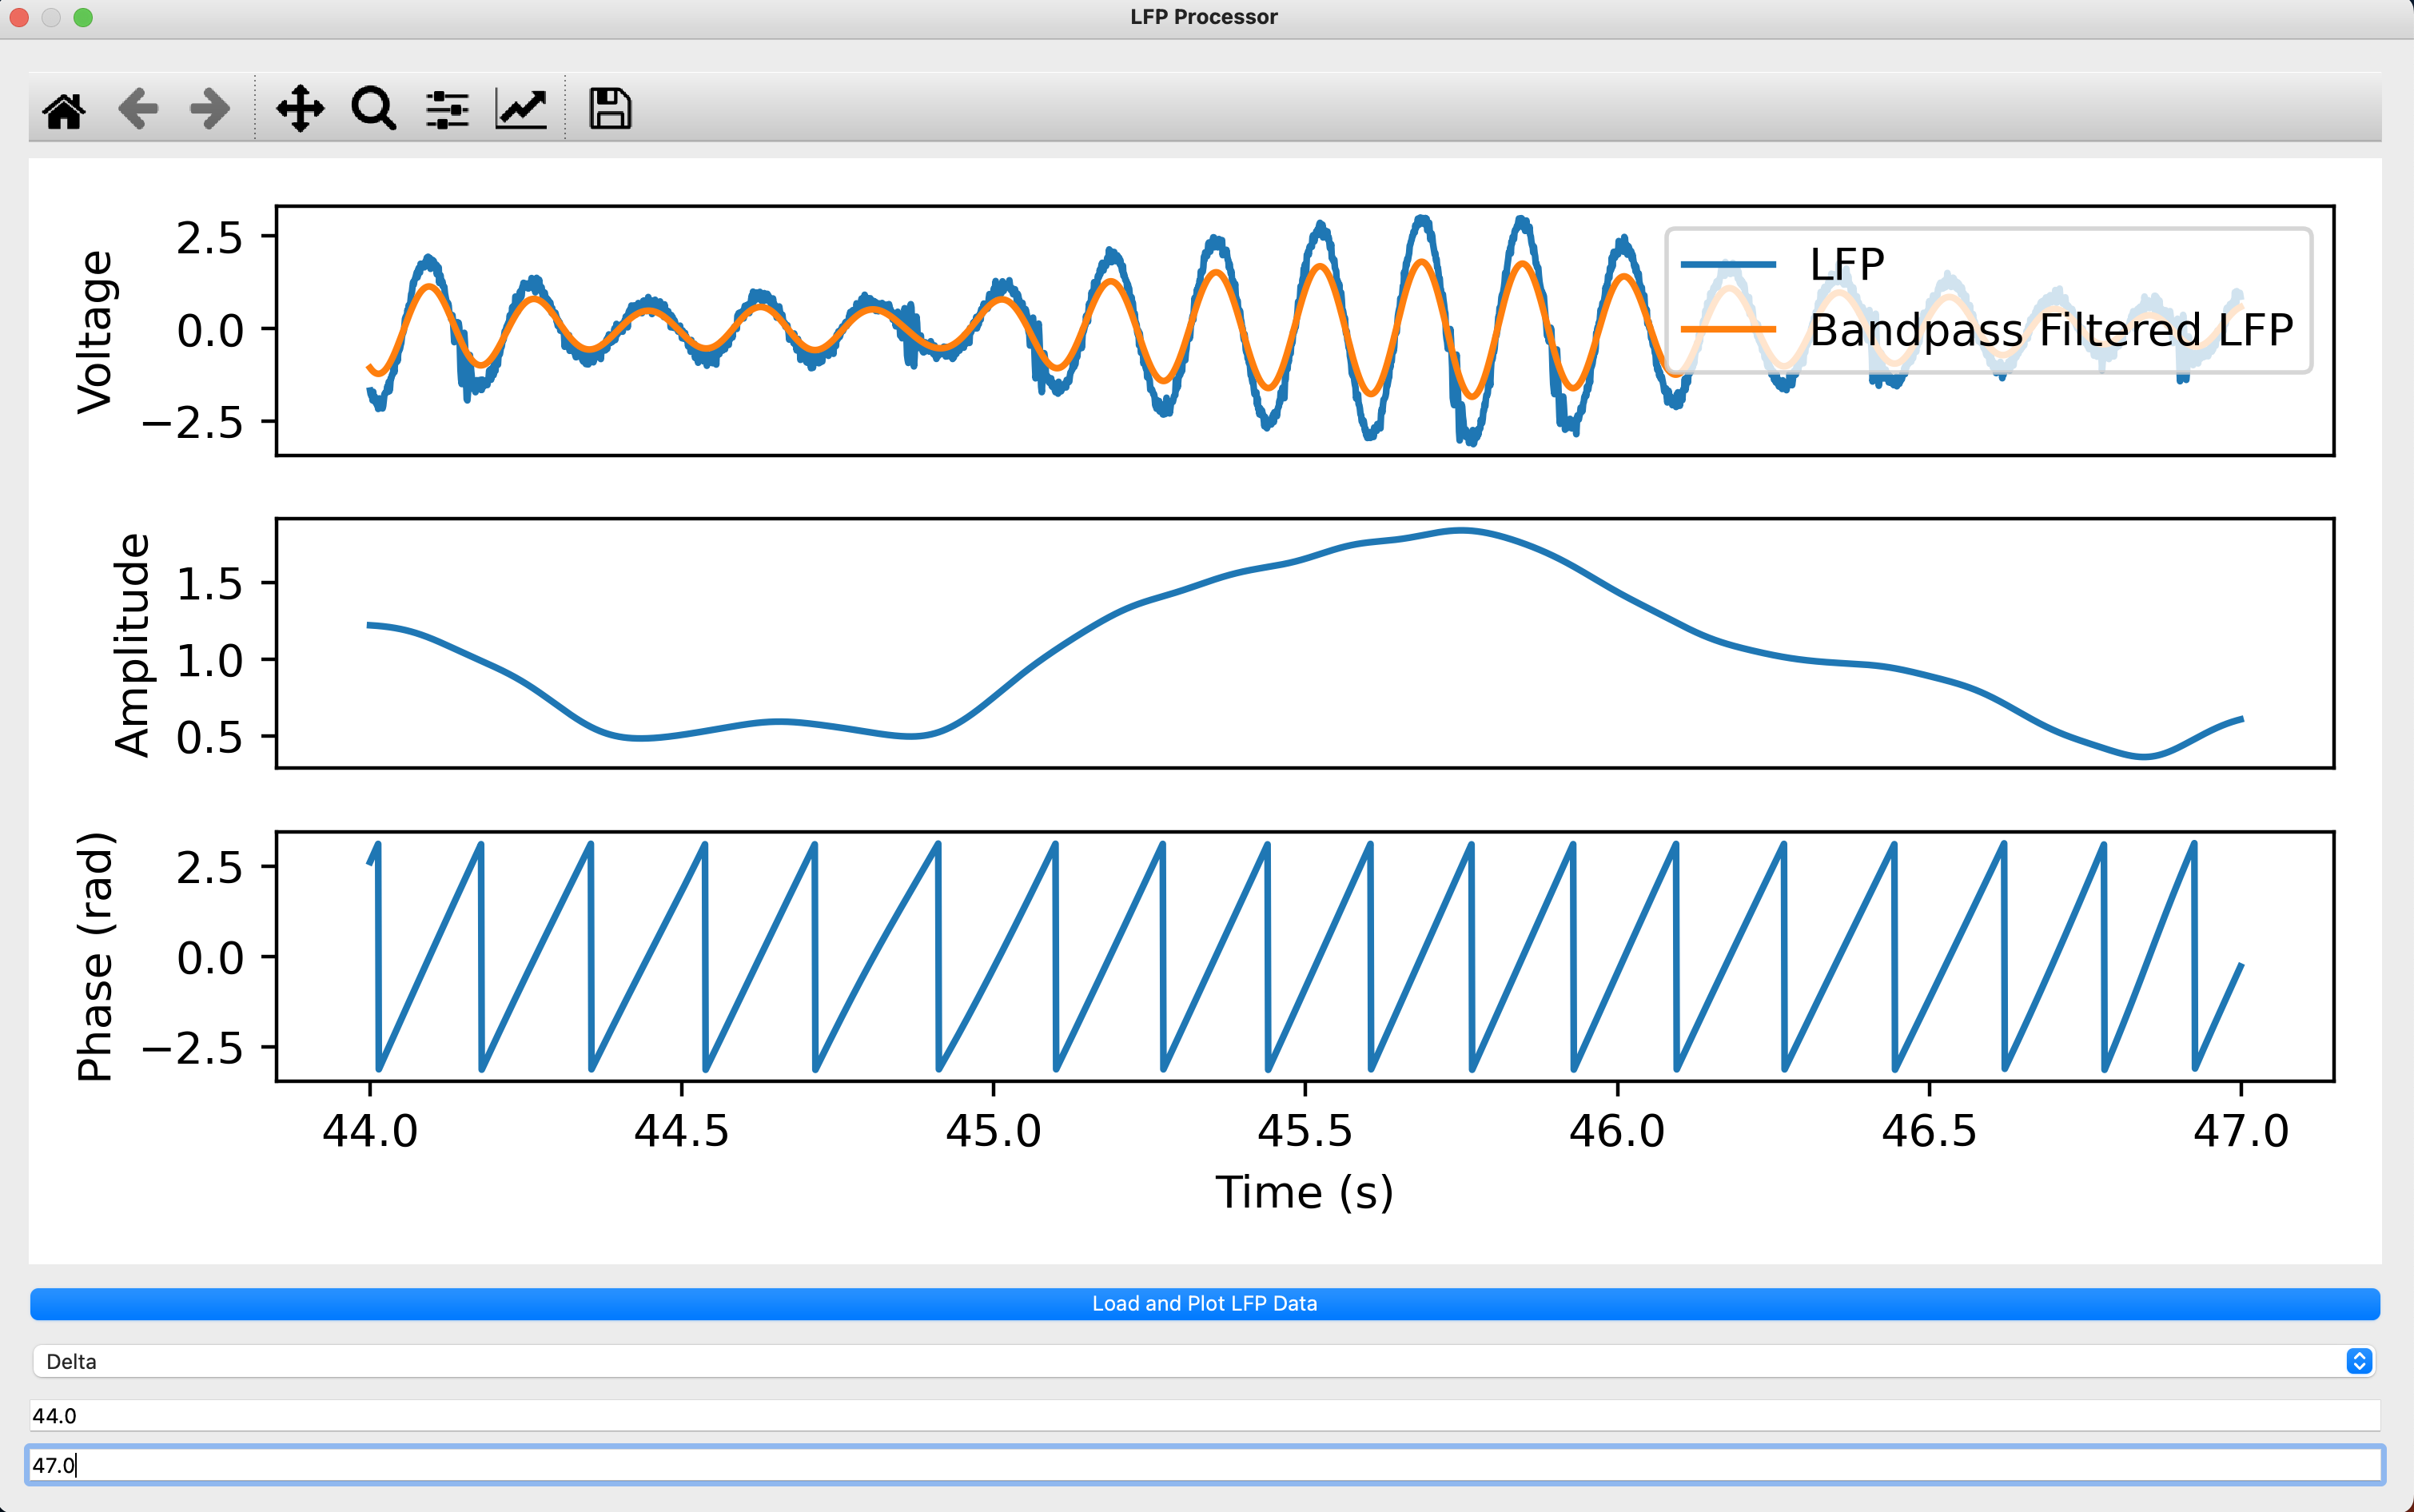 LFP Processor
Voltage
2.5
0.0
−2.5
LFP
Bandpass Filtered LFP
Amplitude
1.5
1.0
0.5
Phase (rad)
2.5
0.0
−2.5
44.0 44.5 45.0 45.5 46.0 46.5 47.0
Time (s)
Load and Plot LFP Data
Delta
44.0
47.0